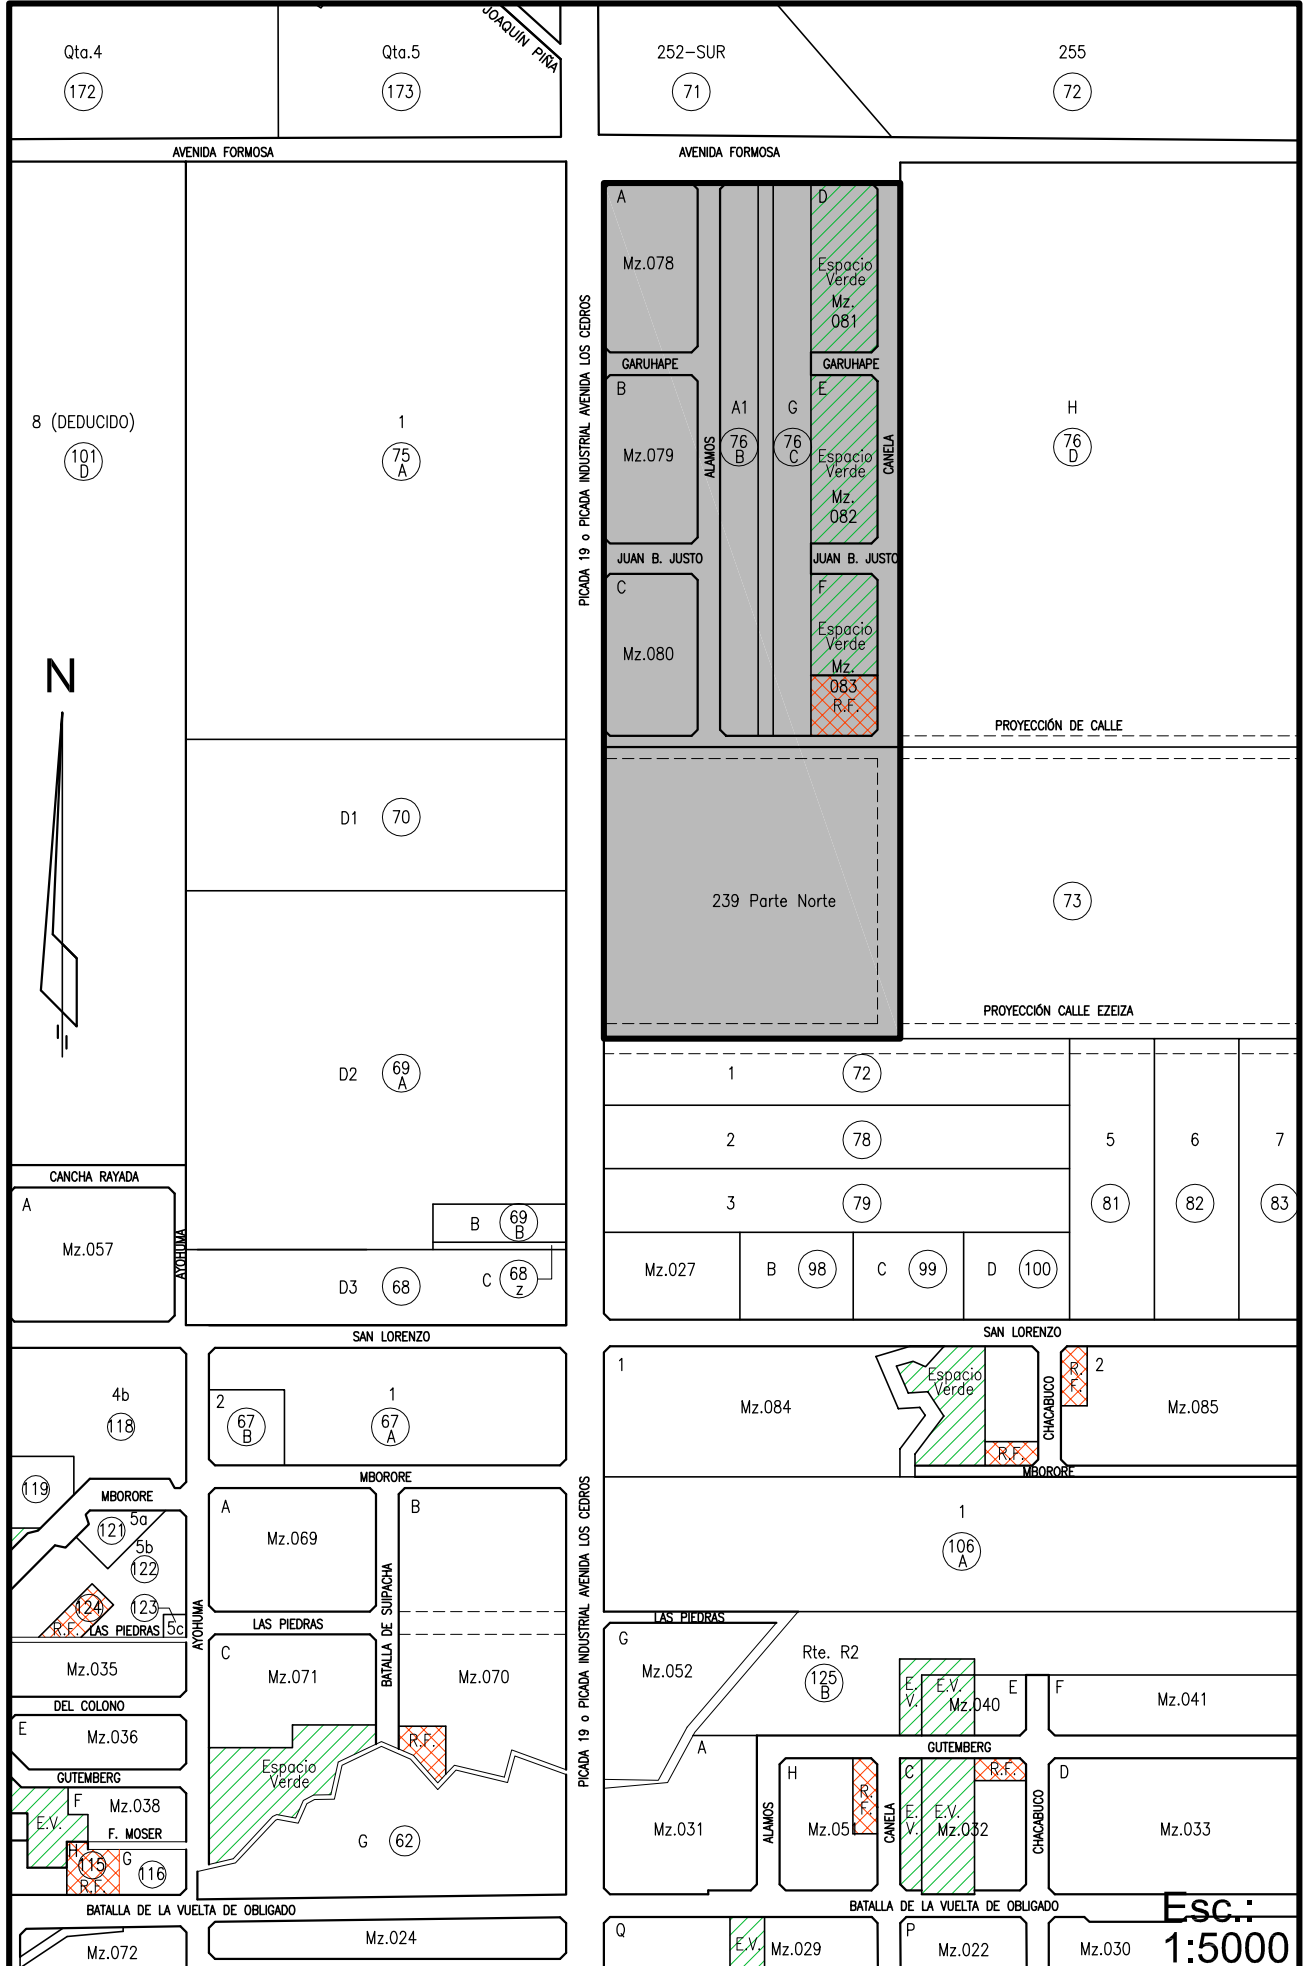 JOAQUIN PIÑA
Qta.4
172
Qta.5
173
252-SUR
71
255
72
AVENIDA FORMOSA
AVENIDA FORMOSA
A
Mz.078
D
Espacio
Verde
Mz.
081
GARUHAPE
GARUHAPE
PICADA 19 o PICADA INDUSTRIAL AVENIDA LOS CEDROS
8 (DEDUCIDO)
101
D
1
75
A
B
Mz.079
ALAMOS
A1
76
B
G
76
C
E
Espacio
Verde
Mz.
082
CANELA
H
76
D
JUAN B. JUSTO
JUAN B. JUSTO
C
Mz.080
F
Espacio
Verde
Mz.
083
R.F.
N
PROYECCIÓN DE CALLE
D1
70
239 Parte Norte
73
PROYECCIÓN CALLE EZEIZA
D2
69
A
1
72
2
78
3
79
5
81
6
82
7
83
CANCHA RAYADA
A
Mz.057
AYOHUMA
B
69
B
C
68
z
D3
68
Mz.027
B
98
C
99
D
100
SAN LORENZO
SAN LORENZO
4b
118
2
67
B
1
67
A
1
Mz.084
Espacio
Verde
R.F.
CHACABUCO
R.
F.
2
Mz.085
MBORORE
MBORORE
119
MBORORE
121
5a
5b
122
124
R.F.
123
5c
LAS PIEDRAS
AYOHUMA
A
Mz.069
B
BATALLA DE SUIPACHA
LAS PIEDRAS
PICADA 19 o PICADA INDUSTRIAL AVENIDA LOS CEDROS
1
106
A
LAS PIEDRAS
Mz.035
DEL COLONO
E
Mz.036
GUTEMBERG
C
Mz.071
Mz.070
R.F.
Espacio
Verde
G
Mz.052
Rte. R2
125
B
E.
V.
E.V.
Mz.040
E
F
Mz.041
GUTEMBERG
F
Mz.038
E.V.
F. MOSER
H
115
R.F.
G
116
G
62
A
Mz.031
ALAMOS
H
Mz.051
R.
F.
CANELA
C
E.
V.
E.V.
Mz.032
R.F.
CHACABUCO
D
Mz.033
BATALLA DE LA VUELTA DE OBLIGADO
BATALLA DE LA VUELTA DE OBLIGADO
Mz.072
Mz.024
Q
E.V.
Mz.029
P
Mz.022
Mz.030
Esc.:
1:5000